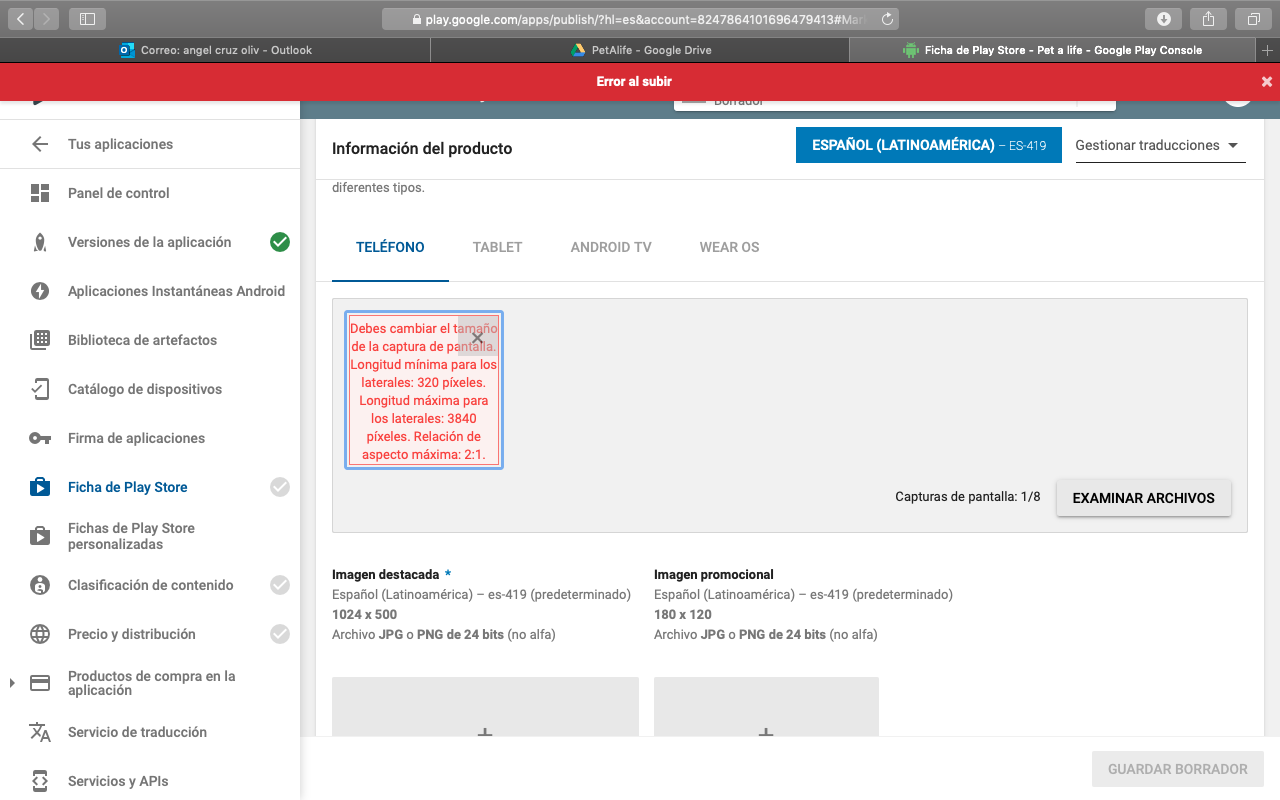 play.google.com/apps/publish/?hl=es&account=8247864101696479413#Mar
Correo: angel cruz oliv - Outlook
PetAlife - Google Drive
Ficha de Play Store - Pet a life - Google Play Console
Error al subir
Borrador
Tus aplicaciones
Panel de control
Versiones de la aplicación
Aplicaciones Instantáneas Android
Biblioteca de artefactos
Catálogo de dispositivos
Firma de aplicaciones
Ficha de Play Store
Fichas de Play Store
personalizadas
Clasificación de contenido
Precio y distribución
Productos de compra en la
aplicación
Servicio de traducción
Servicios y APIs
Información del producto
ESPAÑOL (LATINOAMÉRICA) – ES-419
Gestionar traducciones
diferentes tipos.
TELÉFONO
TABLET
ANDROID TV
WEAR OS
Debes cambiar el tamaño
de la captura de pantalla.
Longitud mínima para los
laterales: 320 píxeles.
Longitud máxima para
los laterales: 3840
píxeles. Relación de
aspecto máxima: 2:1.
Capturas de pantalla: 1/8
EXAMINAR ARCHIVOS
Imagen destacada *
Español (Latinoamérica) – es-419 (predeterminado)
1024 x 500
Archivo JPG o PNG de 24 bits (no alfa)
Imagen promocional
Español (Latinoamérica) – es-419 (predeterminado)
180 x 120
Archivo JPG o PNG de 24 bits (no alfa)
GUARDAR BORRADOR